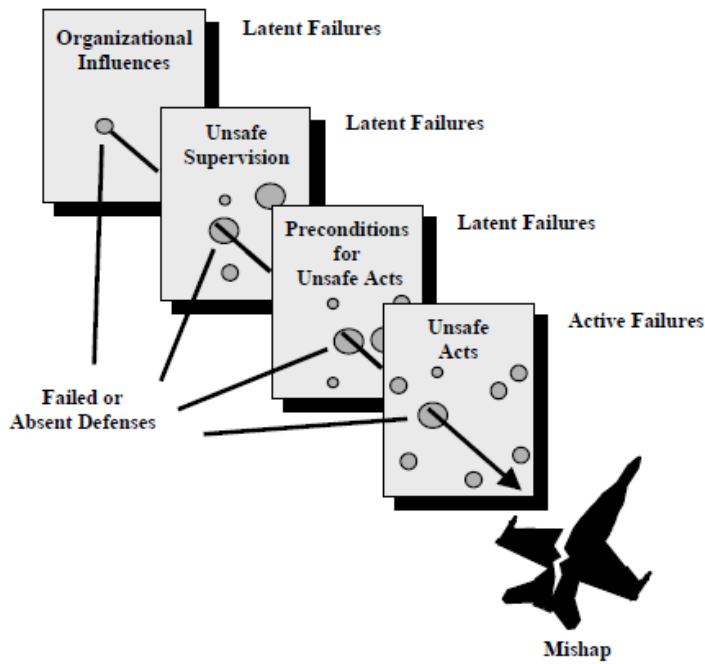 Organizational
Influences
Latent Failures
Unsafe
Supervision
Latent Failures
Preconditions
for
Unsafe Acts
Latent Failures
Unsafe
Acts
Active Failures
Failed or
Absent Defenses
Mishap